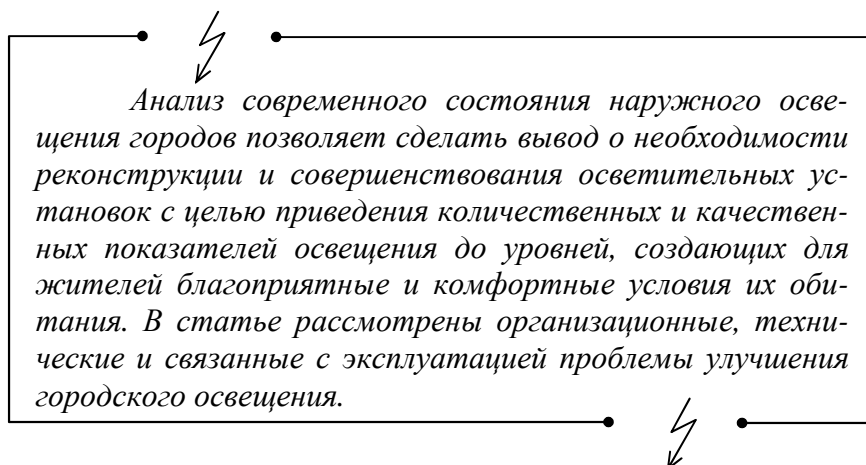 Анализ современного состояния наружного осве-
щения городов позволяет сделать вывод о необходимости
реконструкции и совершенствования осветительных ус-
тановок с целью приведения количественных и качествен-
ных показателей освещения до уровней, создающих для
жителей благоприятные и комфортные условия их оби-
тания. В статье рассмотрены организационные, техни-
ческие и связанные с эксплуатацией проблемы улучшения
городского освещения.